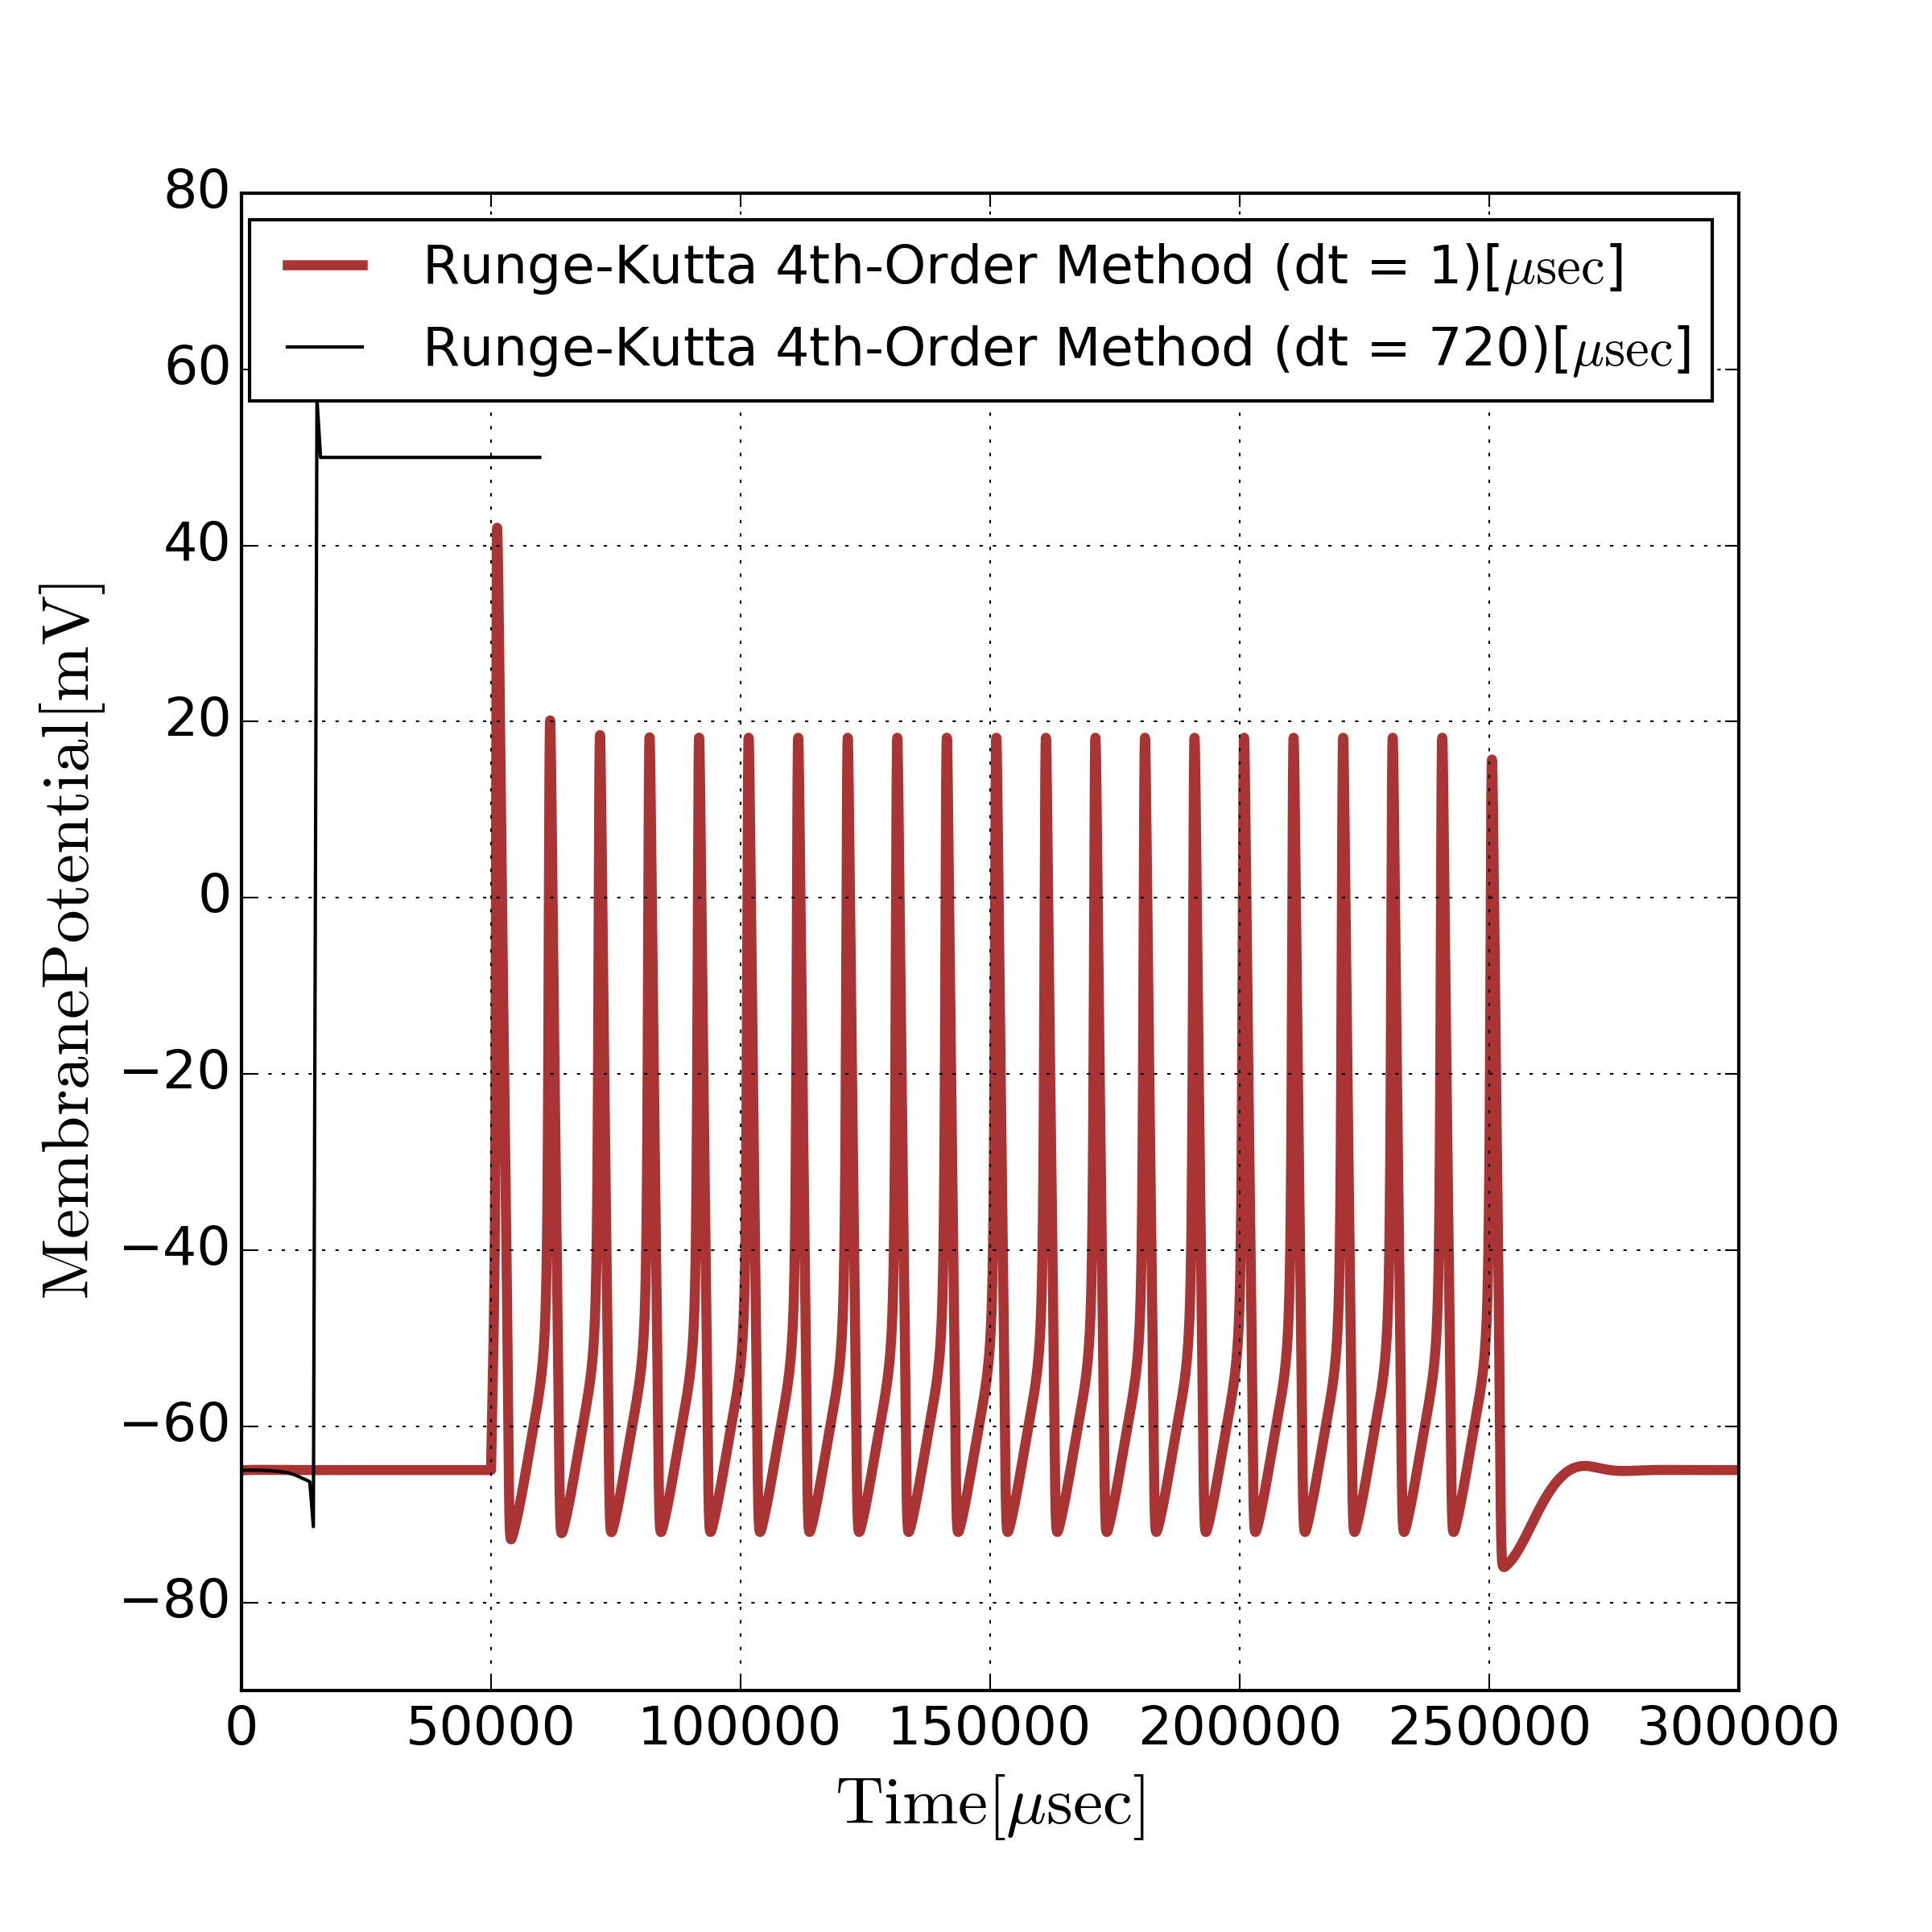 80
Runge-Kutta 4th-Order Method (dt = 1)[μsec]
Runge-Kutta 4th-Order Method (dt = 720)[μsec]
60
40
20
0
−20
−40
−60
−80
MembranePotential[mV]
0 50000 100000 150000 200000 250000 300000
Time[μsec]